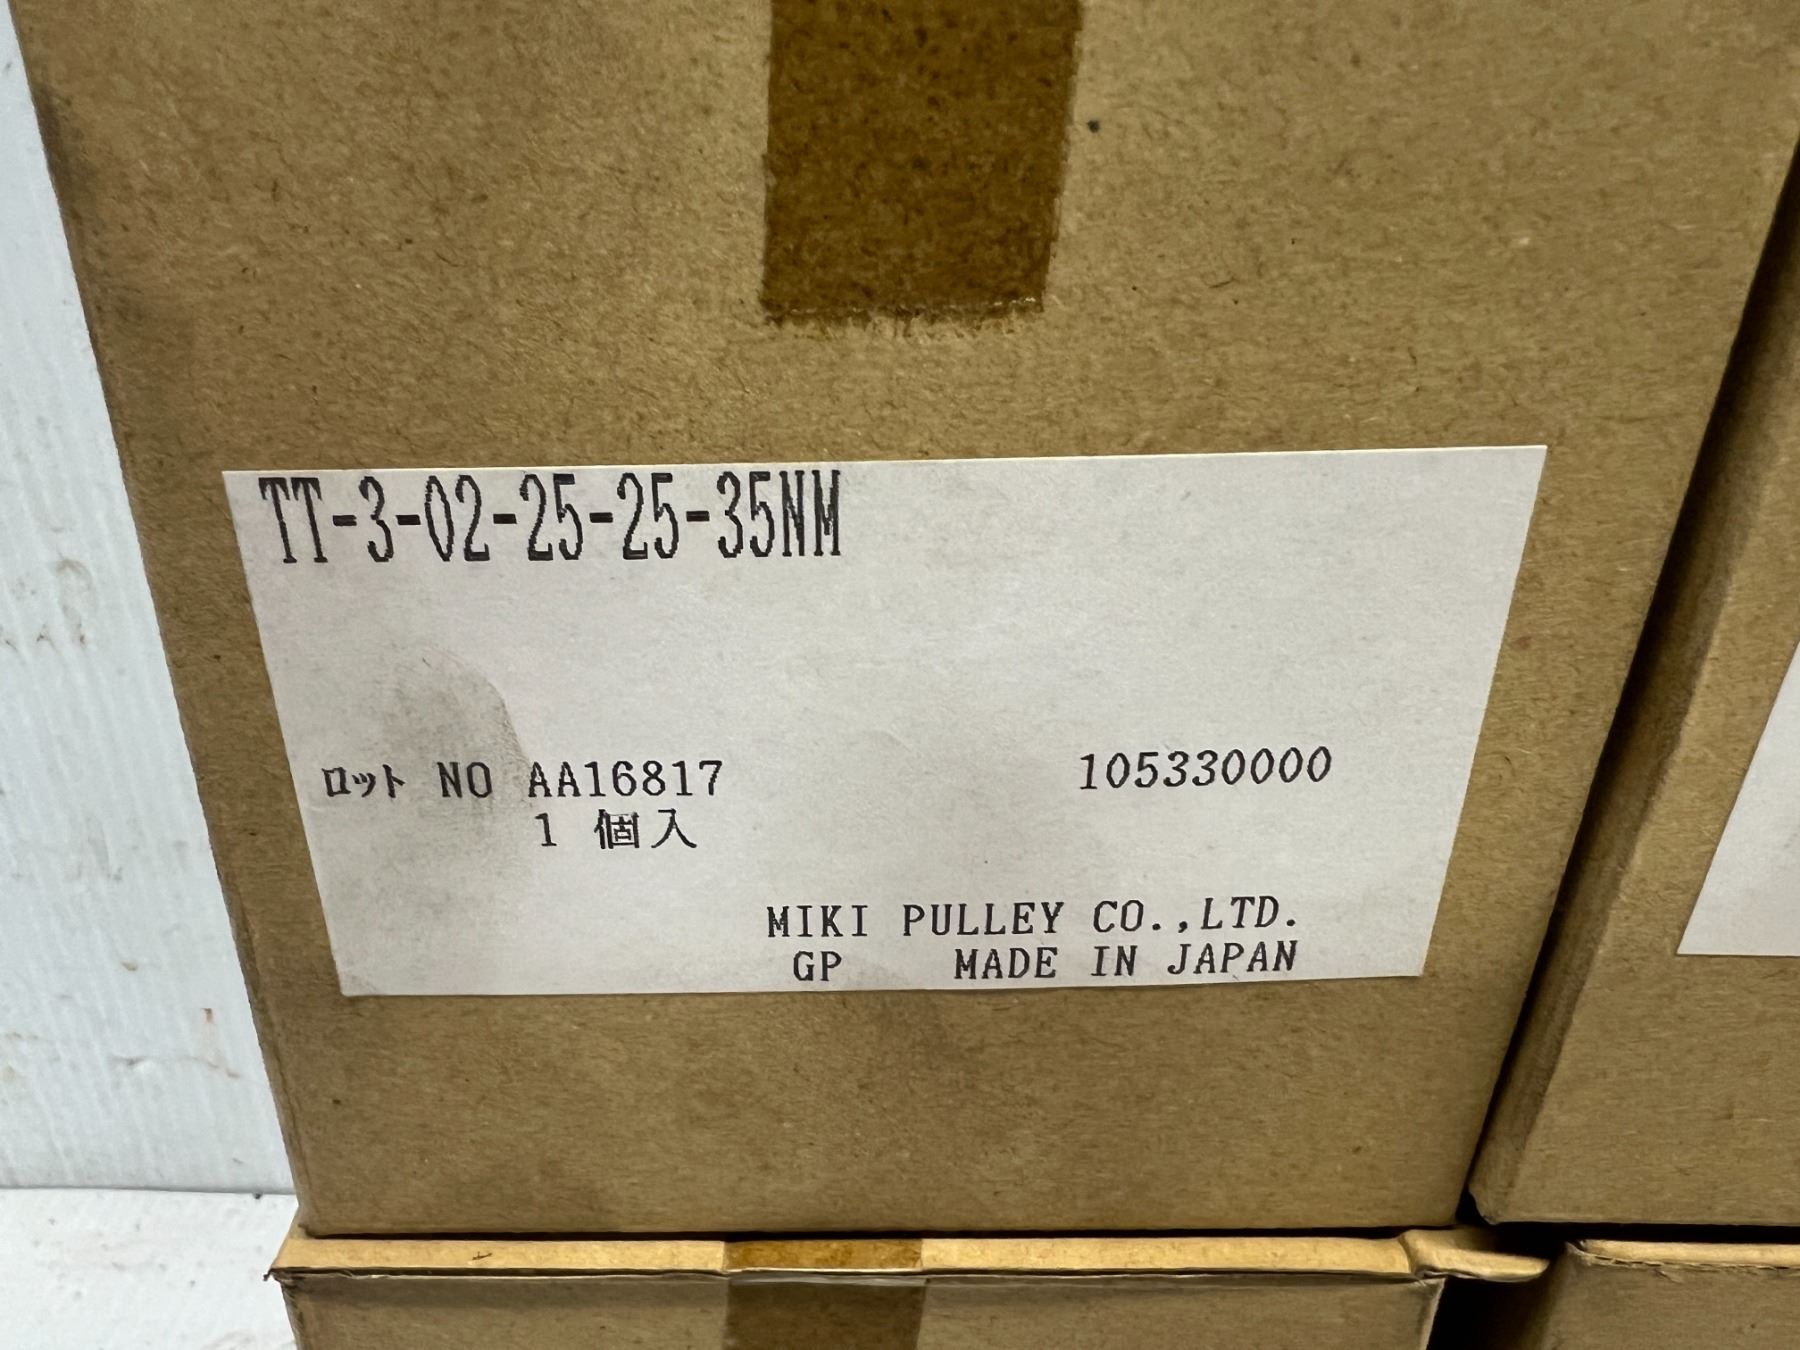 TT-3-02-25-25-35NM
ロット NO AA16817 105330000
1 個入
MIKI PULLEY CO.,LTD.
GP MADE IN JAPAN